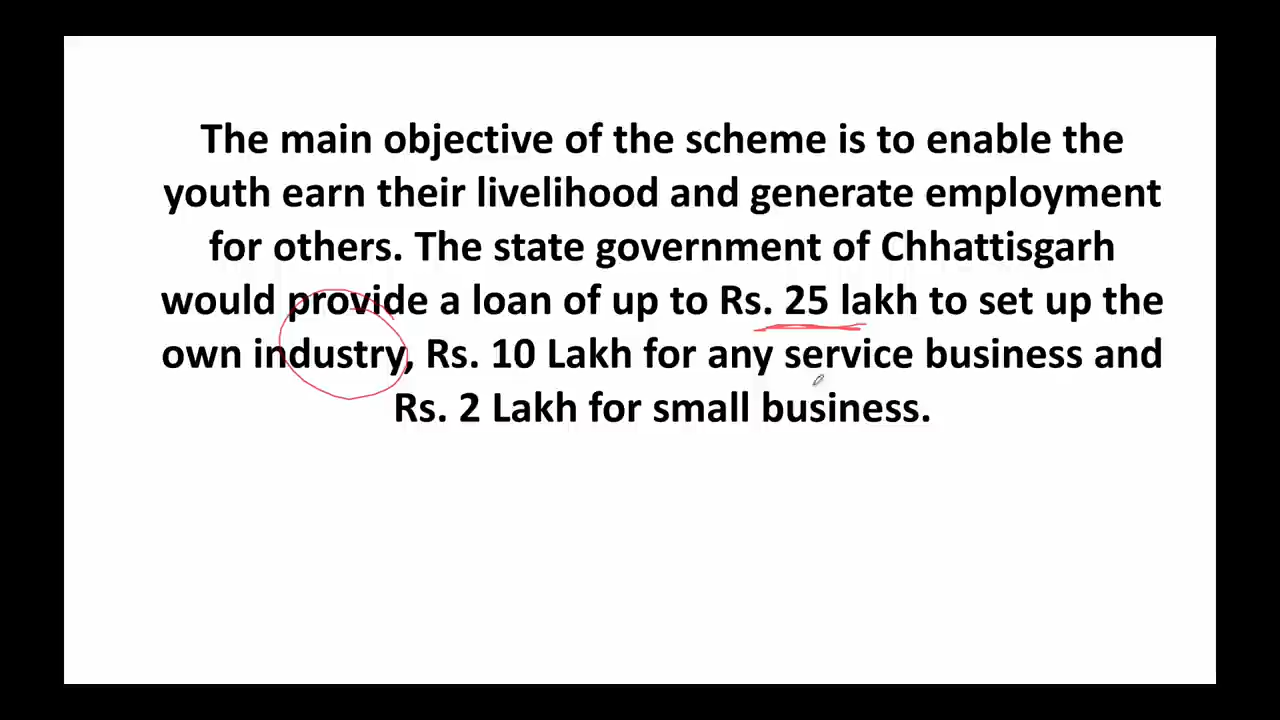 The main objective of the scheme is to enable the
youth earn their livelihood and generate employment
for others. The state government of Chhattisgarh
would provide a loan of up to Rs. 25 lakh to set up the
own industry, Rs. 10 Lakh for any service business and
Rs. 2 Lakh for small business.